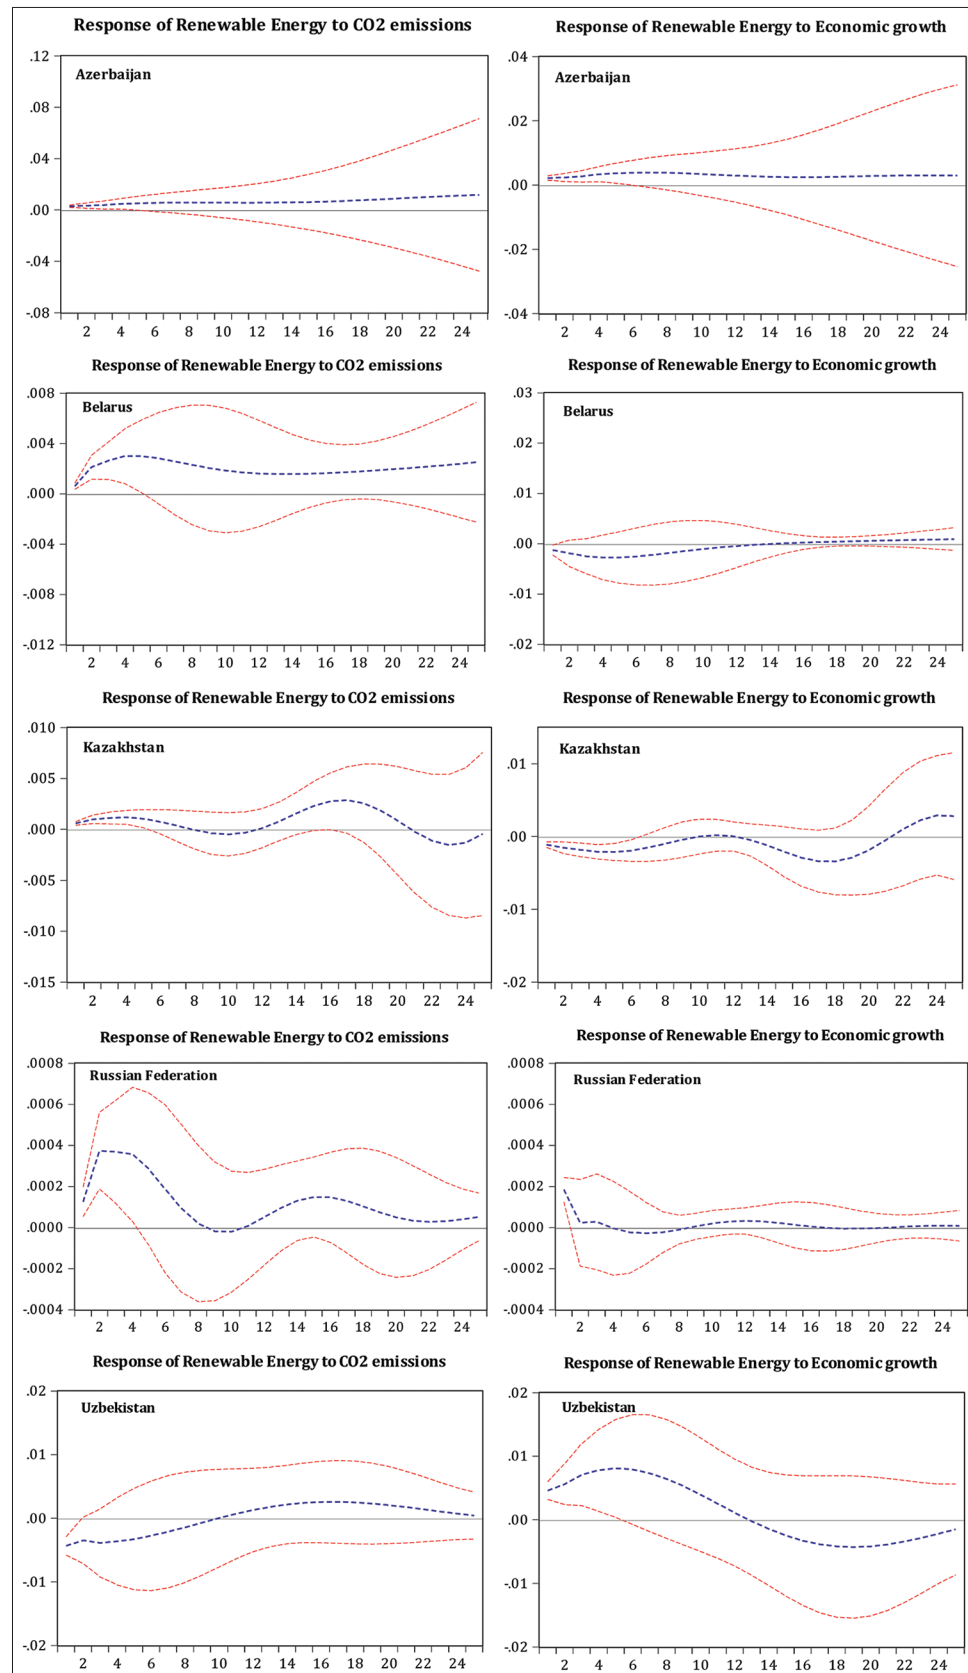 Response of Renewable Energy to CO2 emissions
.12
Azerbaijan
.08
.04
.00
-.04
-.08
2 4 6 8 10 12 14 16 18 20 22 24
Response of Renewable Energy to Economic growth
.04
Azerbaijan
.02
.00
-.02
-.04
2 4 6 8 10 12 14 16 18 20 22 24
Response of Renewable Energy to CO2 emissions
.008
Belarus
.004
.000
-.004
-.008
-.012
2 4 6 8 10 12 14 16 18 20 22 24
Response of Renewable Energy to Economic growth
.03
Belarus
.02
.01
.00
-.01
-.02
2 4 6 8 10 12 14 16 18 20 22 24
Response of Renewable Energy to CO2 emissions
.010
Kazakhstan
.005
.000
-.005
-.010
-.015
2 4 6 8 10 12 14 16 18 20 22 24
Response of Renewable Energy to Economic growth
Kazakhstan
.01
.00
-.01
-.02
2 4 6 8 10 12 14 16 18 20 22 24
Response of Renewable Energy to CO2 emissions
.0008
Russian Federation
.0006
.0004
.0002
.0000
-.0002
-.0004
2 4 6 8 10 12 14 16 18 20 22 24
Response of Renewable Energy to Economic growth
.0008
Russian Federation
.0006
.0004
.0002
.0000
-.0002
-.0004
2 4 6 8 10 12 14 16 18 20 22 24
Response of Renewable Energy to CO2 emissions
.02
Uzbekistan
.01
.00
-.01
-.02
2 4 6 8 10 12 14 16 18 20 22 24
Response of Renewable Energy to Economic growth
.02
Uzbekistan
.01
.00
-.01
-.02
2 4 6 8 10 12 14 16 18 20 22 24